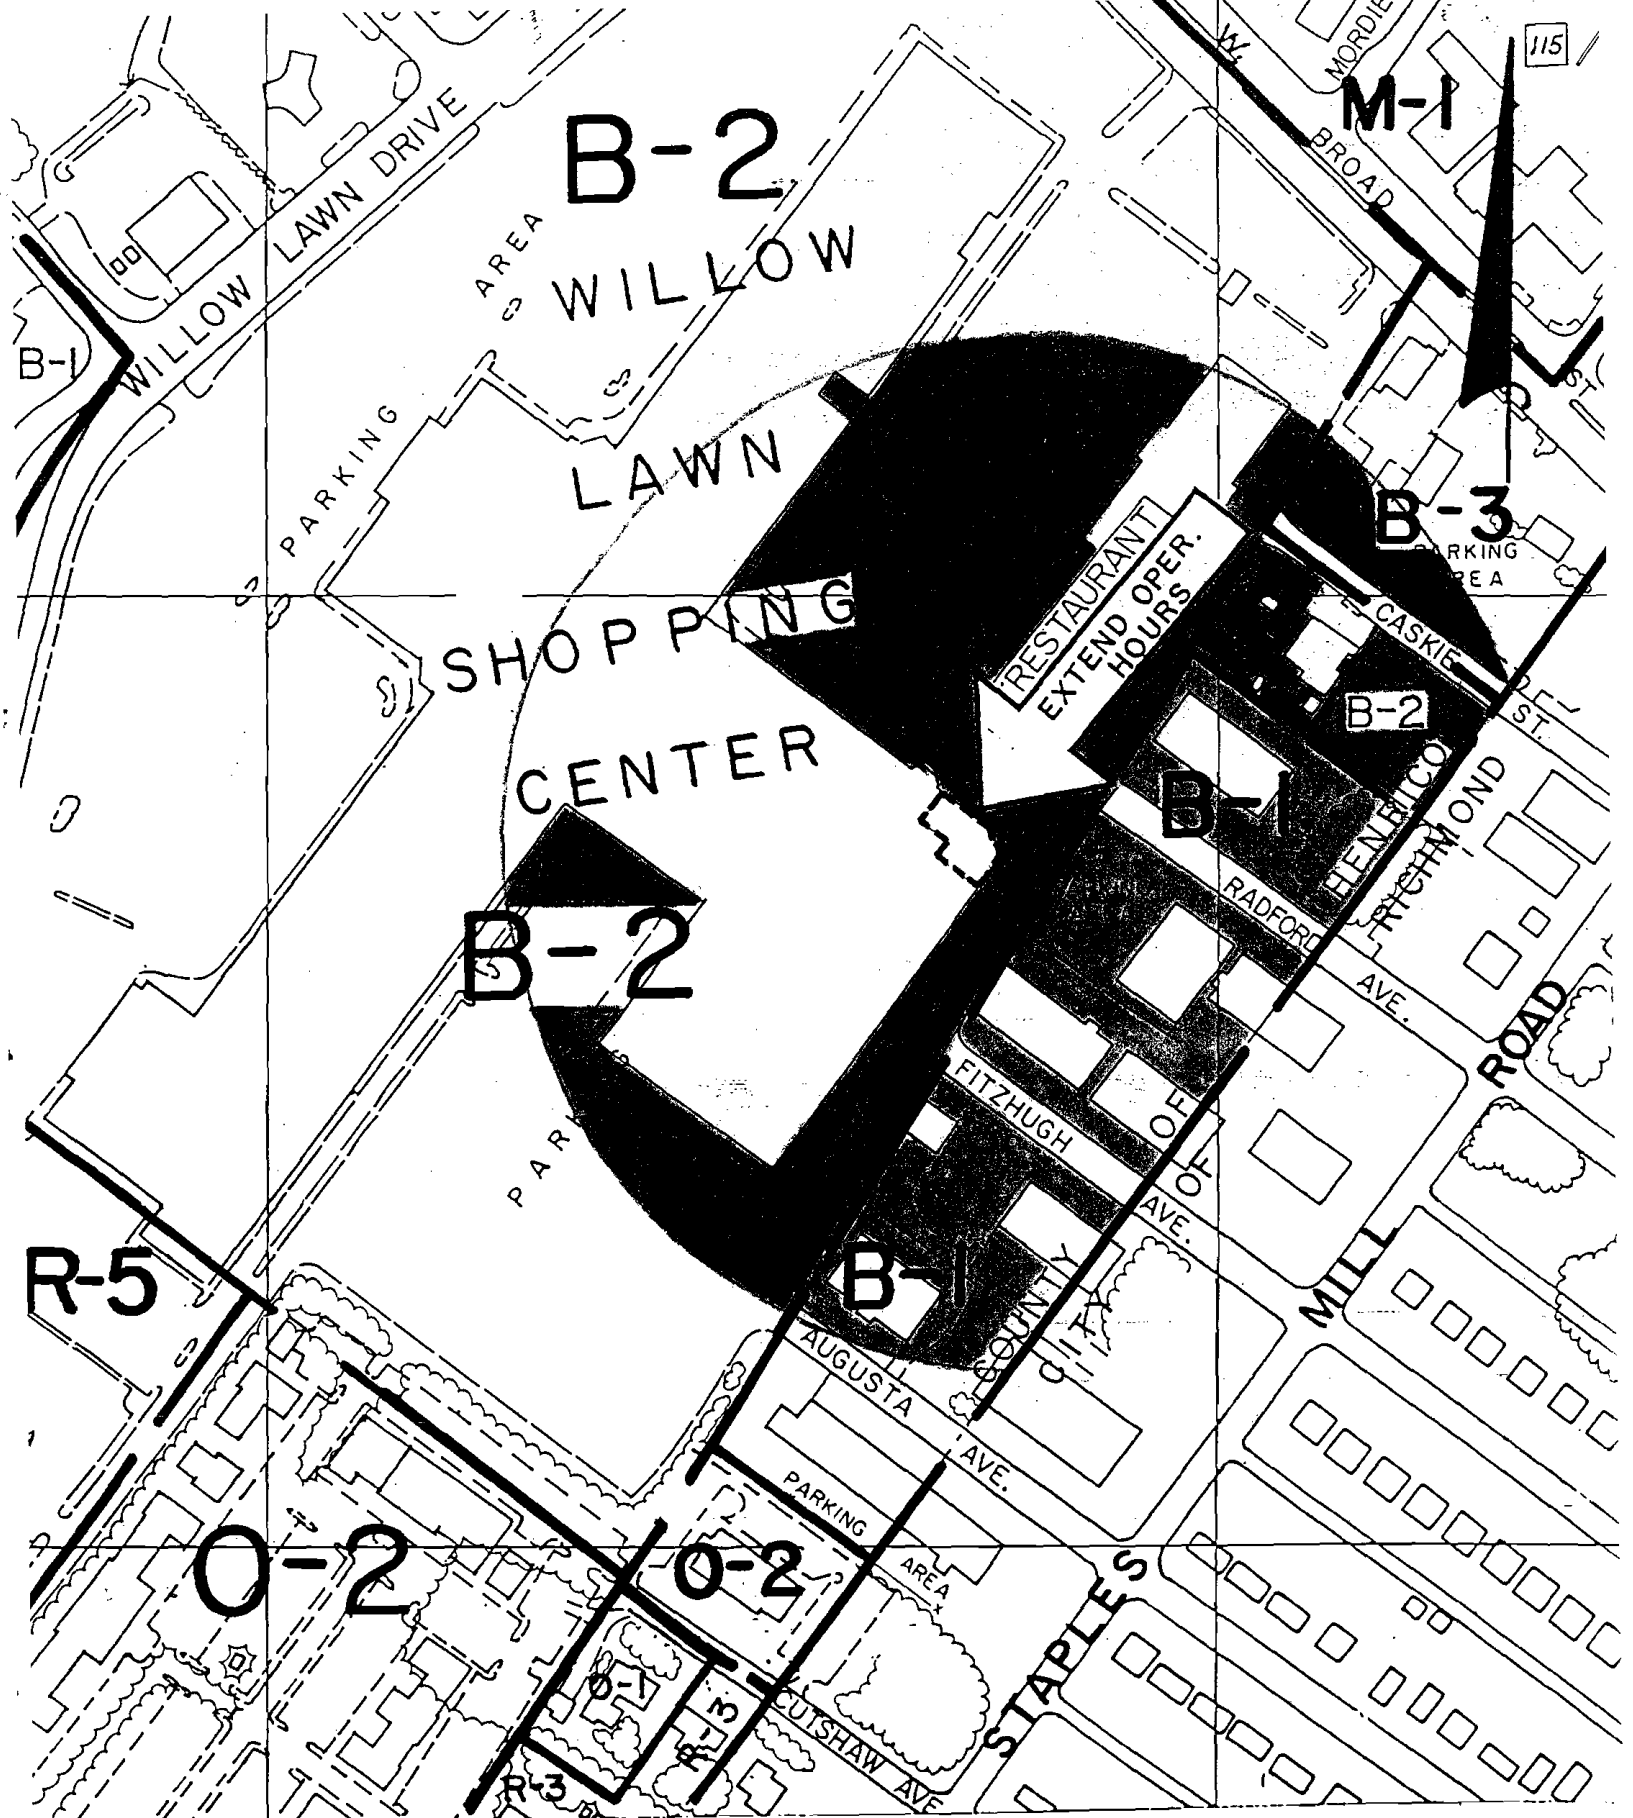 115
W.
MORDIE
M-1
BROAD
B-2
WILLOW LAWN DRIVE
AREA
WILLOW
B-1
ST.
LAWN
PARKING
B-3
PARKING
AREA
RESTAURANT
EXTEND OPER.
HOURS
SHOPPING
CASKIE
ST.
B-2
CENTER
B-1
HENRICO
RICHMOND
RADFORD
AVE.
B-2
ROAD
FITZHUGH
AVE.
OF
OF
PARK
MILL
R-5
B-1
COUNTY
CITY
AUGUSTA
AVE.
PARKING
AREA
O-2
O-2
STAPLES
O-1
R-3
CUTSHAW AVE
R-3